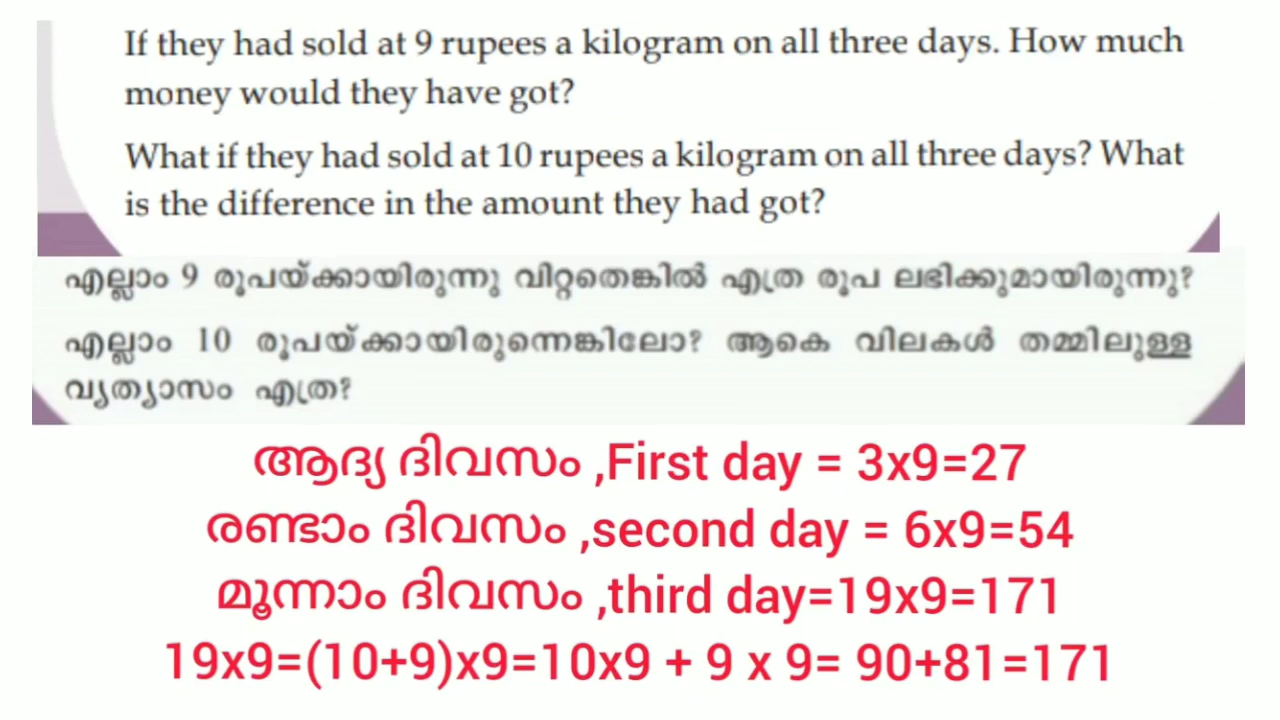 If they had sold at 9 rupees a kilogram on all three days. How much
money would they have got?
What if they had sold at 10 rupees a kilogram on all three days? What
is the difference in the amount they had got?
എല്ലാം 9 രൂപയ്ക്കായിരുന്നു വിറ്റതെങ്കിൽ എത്ര രൂപ ലഭിക്കുമായിരുന്നു?
എല്ലാം 10 രൂപയ്ക്കായിരുന്നെങ്കിലോ? ആകെ വിലകൾ തമ്മിലുള്ള
വ്യത്യാസം എത്ര?
ആദ്യ ദിവസം ,First day = 3x9=27
രണ്ടാം ദിവസം ,second day = 6x9=54
മൂന്നാം ദിവസം ,third day=19x9=171
19x9=(10+9)x9=10x9 + 9 x 9= 90+81=171